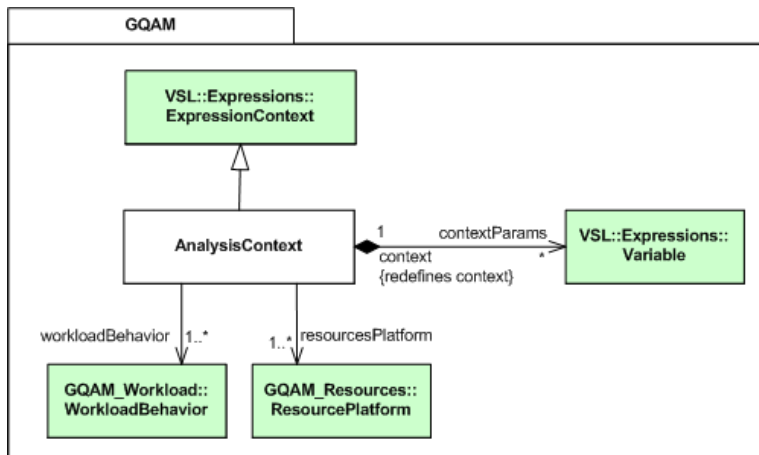 GQAM
VSL::Expressions::
ExpressionContext
AnalysisContext
1
contextParams
context
*
{redefines context}
VSL::Expressions::
Variable
workloadBehavior
1..*
1..*
resourcesPlatform
GQAM_Workload::
WorkloadBehavior
GQAM_Resources::
ResourcePlatform